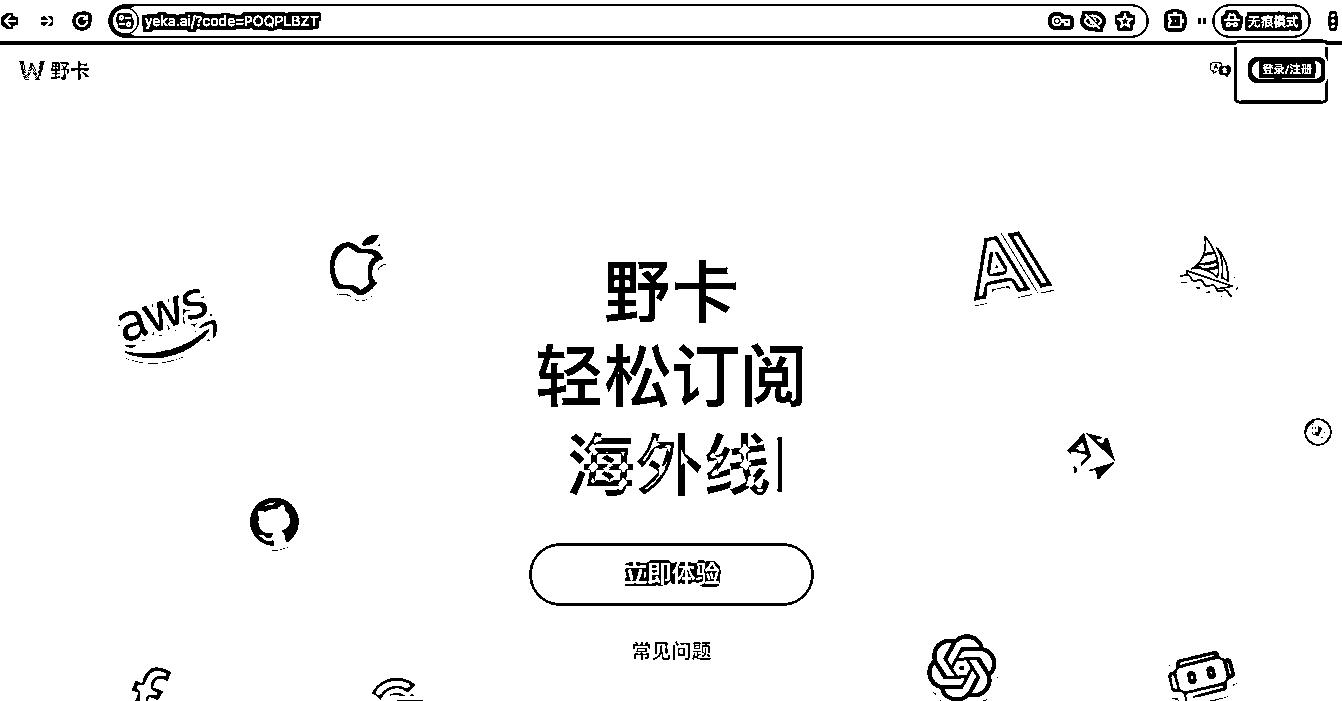 yeka.ai/?code=POQPLBZT
无痕模式
野卡
登录/注册
aws
AI
野卡
轻松订阅
海外线
立即体验
常见问题